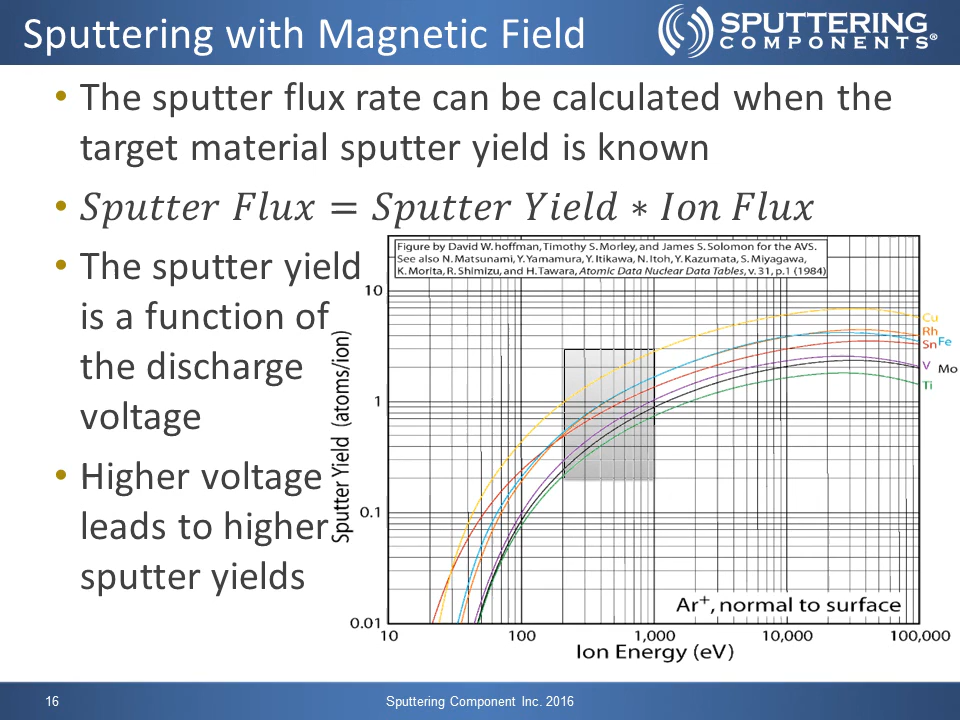 Sputtering with Magnetic Field
SPUTTERING
COMPONENTS®
• The sputter flux rate can be calculated when the
target material sputter yield is known
• 𝑆𝑝𝑢𝑡𝑡𝑒𝑟 𝐹𝑙𝑢𝑥 = 𝑆𝑝𝑢𝑡𝑡𝑒𝑟 𝑌𝑖𝑒𝑙𝑑 ∗ 𝐼𝑜𝑛 𝐹𝑙𝑢𝑥
• The sputter yield
is a function of
the discharge
voltage
• Higher voltage
leads to higher
sputter yields
Figure by David W. hoffman, Timothy S. Morley, and James S. Solomon for the AVS.
See also N. Matsunami, Y. Yamamura, Y. Itikawa, N. Itoh, Y. Kazumata, S. Miyagawa,
K. Morita, R. Shimizu, and H. Tawara, Atomic Data Nuclear Data Tables, v. 31, p.1 (1984)
Sputter Yield (atoms/ion)
10
1
0.1
0.01
Cu
Rh
Fe
Sn
V
Mo
Ti
Ar⁺, normal to surface
10
100
1,000
10,000
100,000
Ion Energy (eV)
16
Sputtering Component Inc. 2016